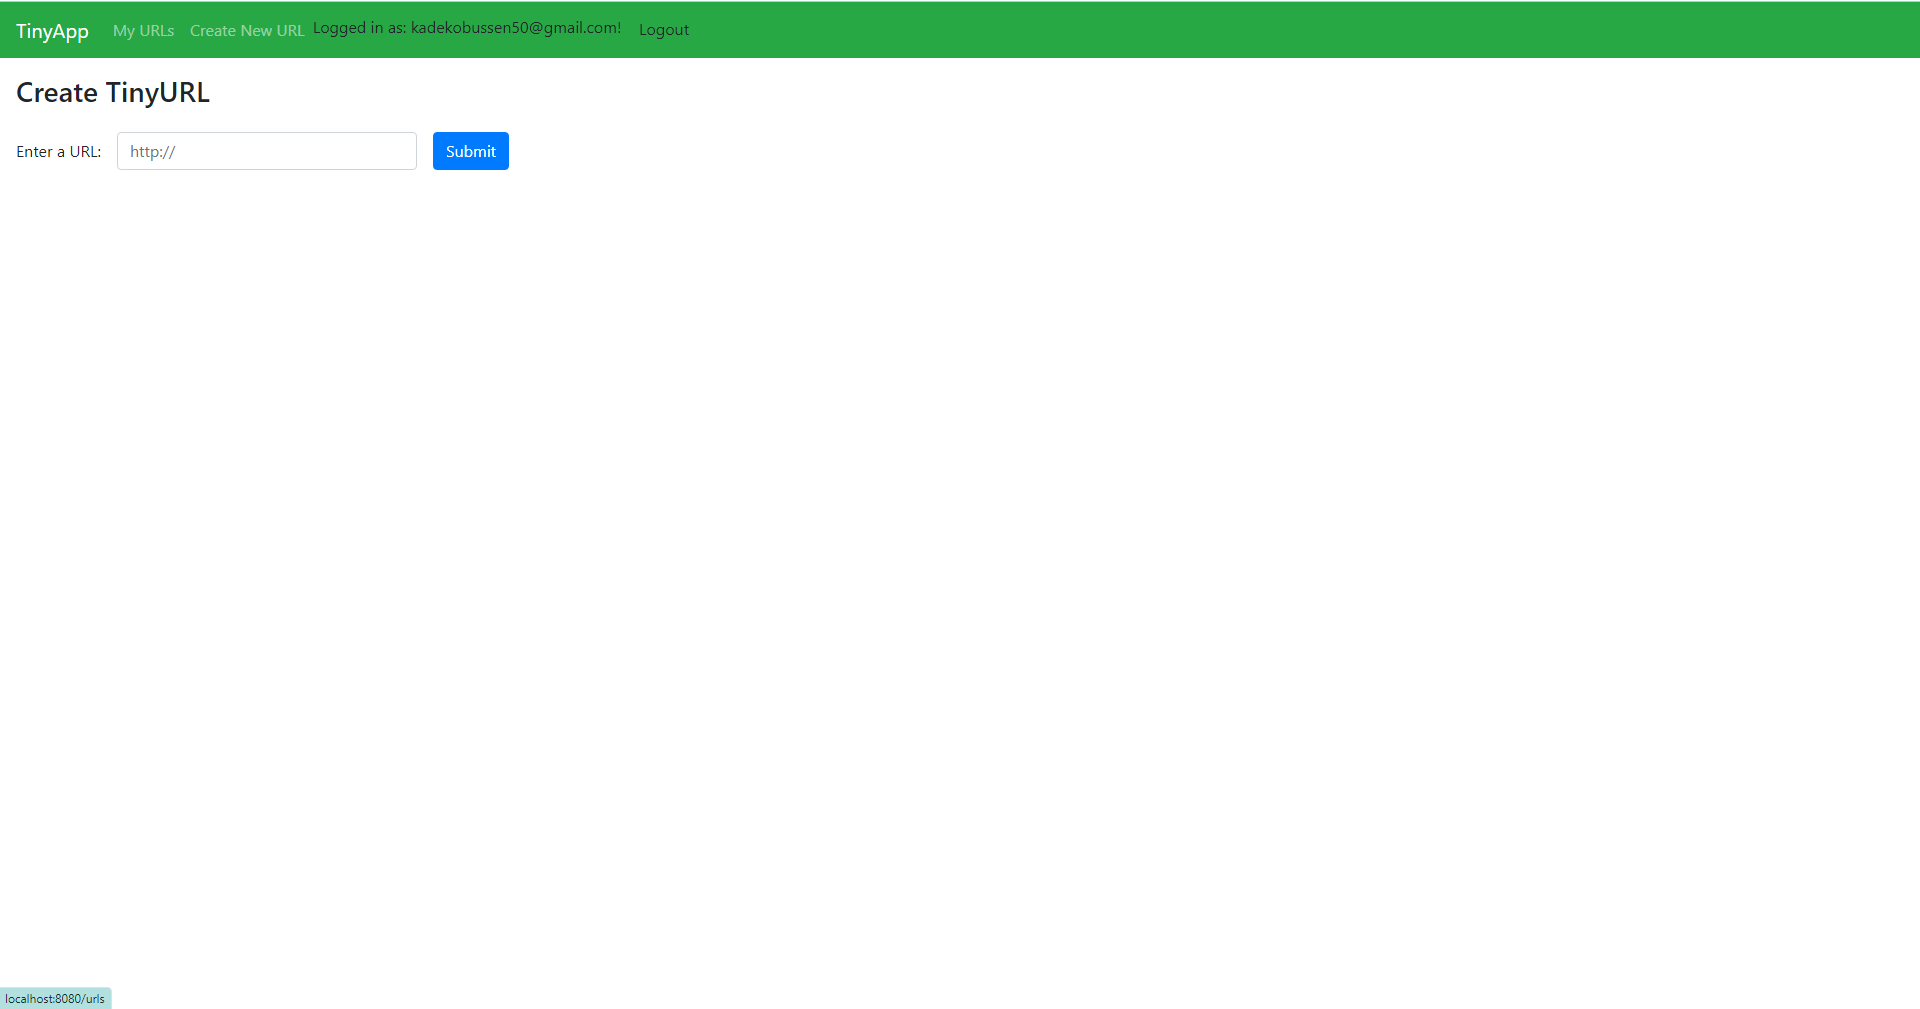 TinyApp My URLs Create New URL Logged in as: kadekobussen50@gmail.com! Logout
Create TinyURL
Enter a URL: http:// Submit
localhost:8080/urls